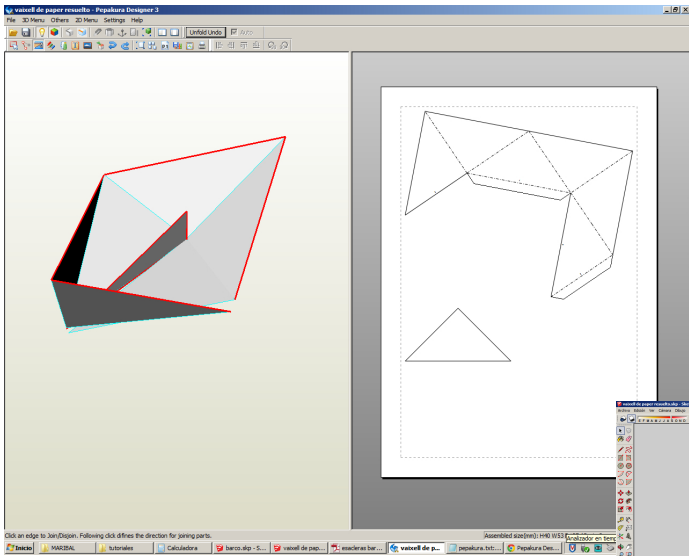 vaixell de paper resuelto - Pepakura Designer 3
File 3D Menu Others 2D Menu Settings Help
Unfold Undo Auto
vaixell de paper resuelto.skp - Ske
Archivo Edición Ver Cámara Dibujo
E F M A M J J A S O N D
Click an edge to Join/Disjoin. Following click difines the direction for joining parts.
Assembled size(mm): H40 W53
Analizador en tiemp
Inicio
MARIBAL
tutoriales
Calculadora
barco.skp - S...
vaixell de pap...
escaleras bar...
vaixell de p...
pepakura.txt:...
Pepakura Des...